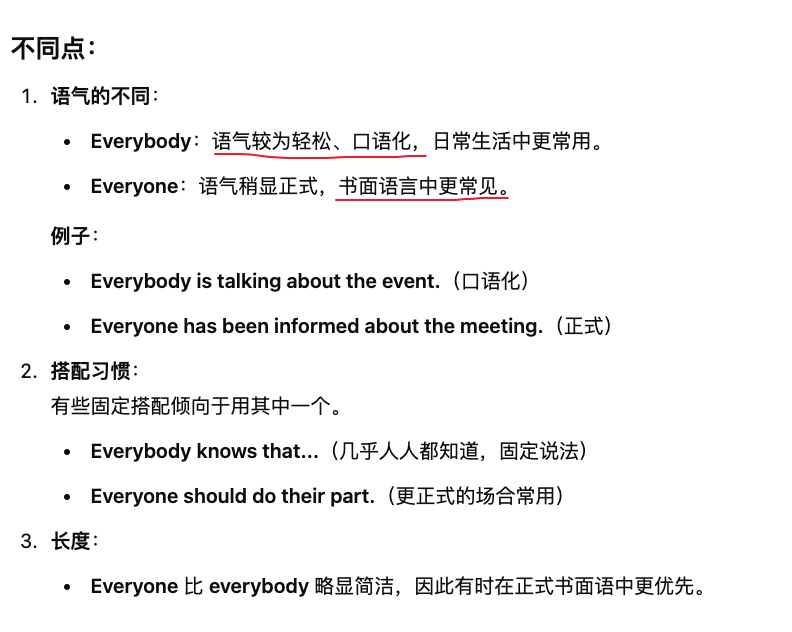 不同点：
1. 语气的不同：
• Everybody：语气较为轻松、口语化，日常生活中更常用。
• Everyone：语气稍显正式，书面语言中更常见。
例子：
• Everybody is talking about the event.（口语化）
• Everyone has been informed about the meeting.（正式）
2. 搭配习惯：
有些固定搭配倾向于用其中一个。
• Everybody knows that...（几乎人人都知道，固定说法）
• Everyone should do their part.（更正式的场合常用）
3. 长度：
• Everyone 比 everybody 略显简洁，因此有时在正式书面语中更优先。